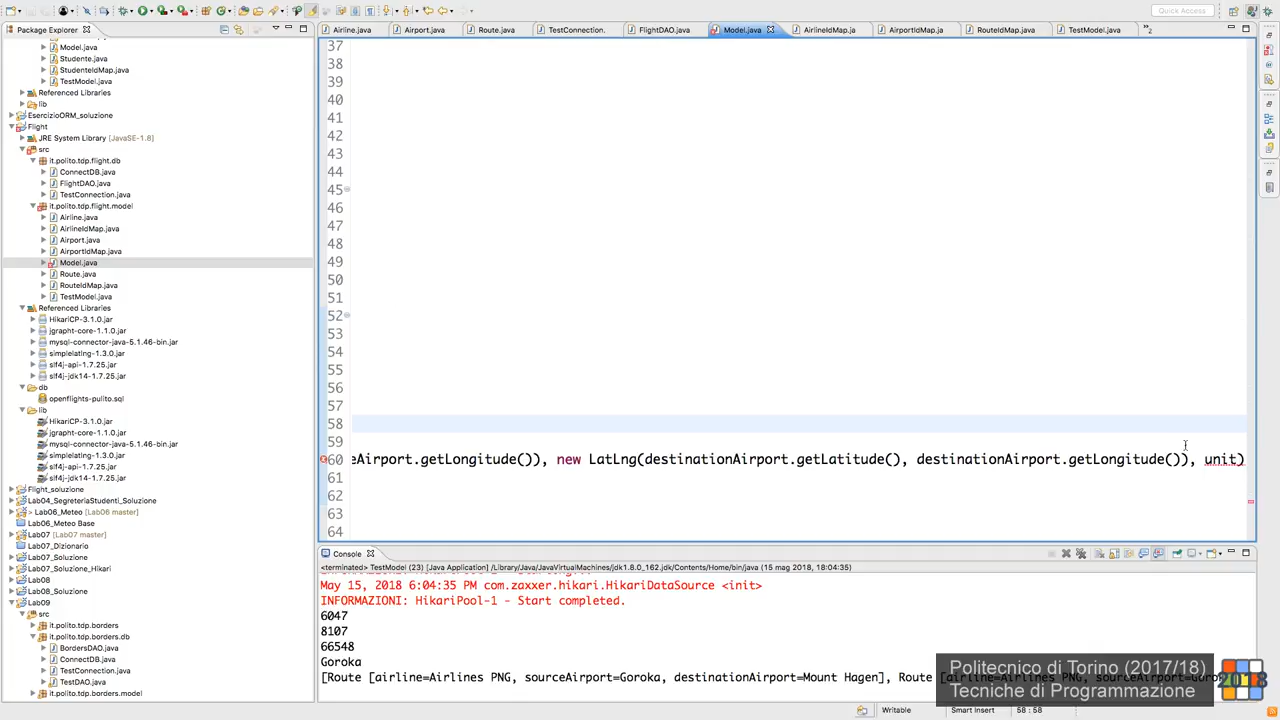 Quick Access
Package Explorer
Airline.java
Airport.java
Route.java
TestConnection.
FlightDAO.java
Model.java
AirlineIdMap.ja
AirportIdMap.ja
RouteIdMap.java
TestModel.java
»2
Model.java
Studente.java
StudenteIdMap.java
TestModel.java
Referenced Libraries
lib
EsercizioORM_soluzione
Flight
JRE System Library [JavaSE-1.8]
src
it.polito.tdp.flight.db
ConnectDB.java
FlightDAO.java
TestConnection.java
it.polito.tdp.flight.model
Airline.java
AirlineIdMap.java
Airport.java
AirportIdMap.java
Model.java
Route.java
RouteIdMap.java
TestModel.java
Referenced Libraries
HikariCP-3.1.0.jar
jgrapht-core-1.1.0.jar
mysql-connector-java-5.1.46-bin.jar
simplelatlng-1.3.0.jar
slf4j-api-1.7.25.jar
slf4j-jdk14-1.7.25.jar
db
openflights-pulito.sql
lib
HikariCP-3.1.0.jar
jgrapht-core-1.1.0.jar
mysql-connector-java-5.1.46-bin.jar
simplelatlng-1.3.0.jar
slf4j-api-1.7.25.jar
slf4j-jdk14-1.7.25.jar
Flight_soluzione
Lab04_SegreteriaStudenti_Soluzione
> Lab06_Meteo [Lab06 master]
Lab06_Meteo Base
Lab07 [Lab07 master]
Lab07_Dizionario
Lab07_Soluzione
Lab07_Soluzione_Hikari
Lab08
Lab08_Soluzione
Lab09
src
it.polito.tdp.borders
it.polito.tdp.borders.db
BordersDAO.java
ConnectDB.java
TestConnection.java
TestDAO.java
it.polito.tdp.borders.model
37
38
39
40
41
42
43
44
45
46
47
48
49
50
51
52
53
54
55
56
57
58
59
60 eAirport.getLongitude()), new LatLng(destinationAirport.getLatitude(), destinationAirport.getLongitude()), unit)
61
62
63
64
Console
<terminated> TestModel (23) [Java Application] /Library/Java/JavaVirtualMachines/jdk1.8.0_162.jdk/Contents/Home/bin/java (15 mag 2018, 18:04:35)
May 15, 2018 6:04:35 PM com.zaxxer.hikari.HikariDataSource <init>
INFORMAZIONI: HikariPool-1 - Start completed.
6047
8107
66548
Goroka
[Route [airline=Airlines PNG, sourceAirport=Goroka, destinationAirport=Mount Hagen], Route [airline=Airlines PNG, sourceAirport=Goro
Politecnico di Torino (2017/18)
Tecniche di Programmazione
2018
Writable
Smart Insert
58 : 58